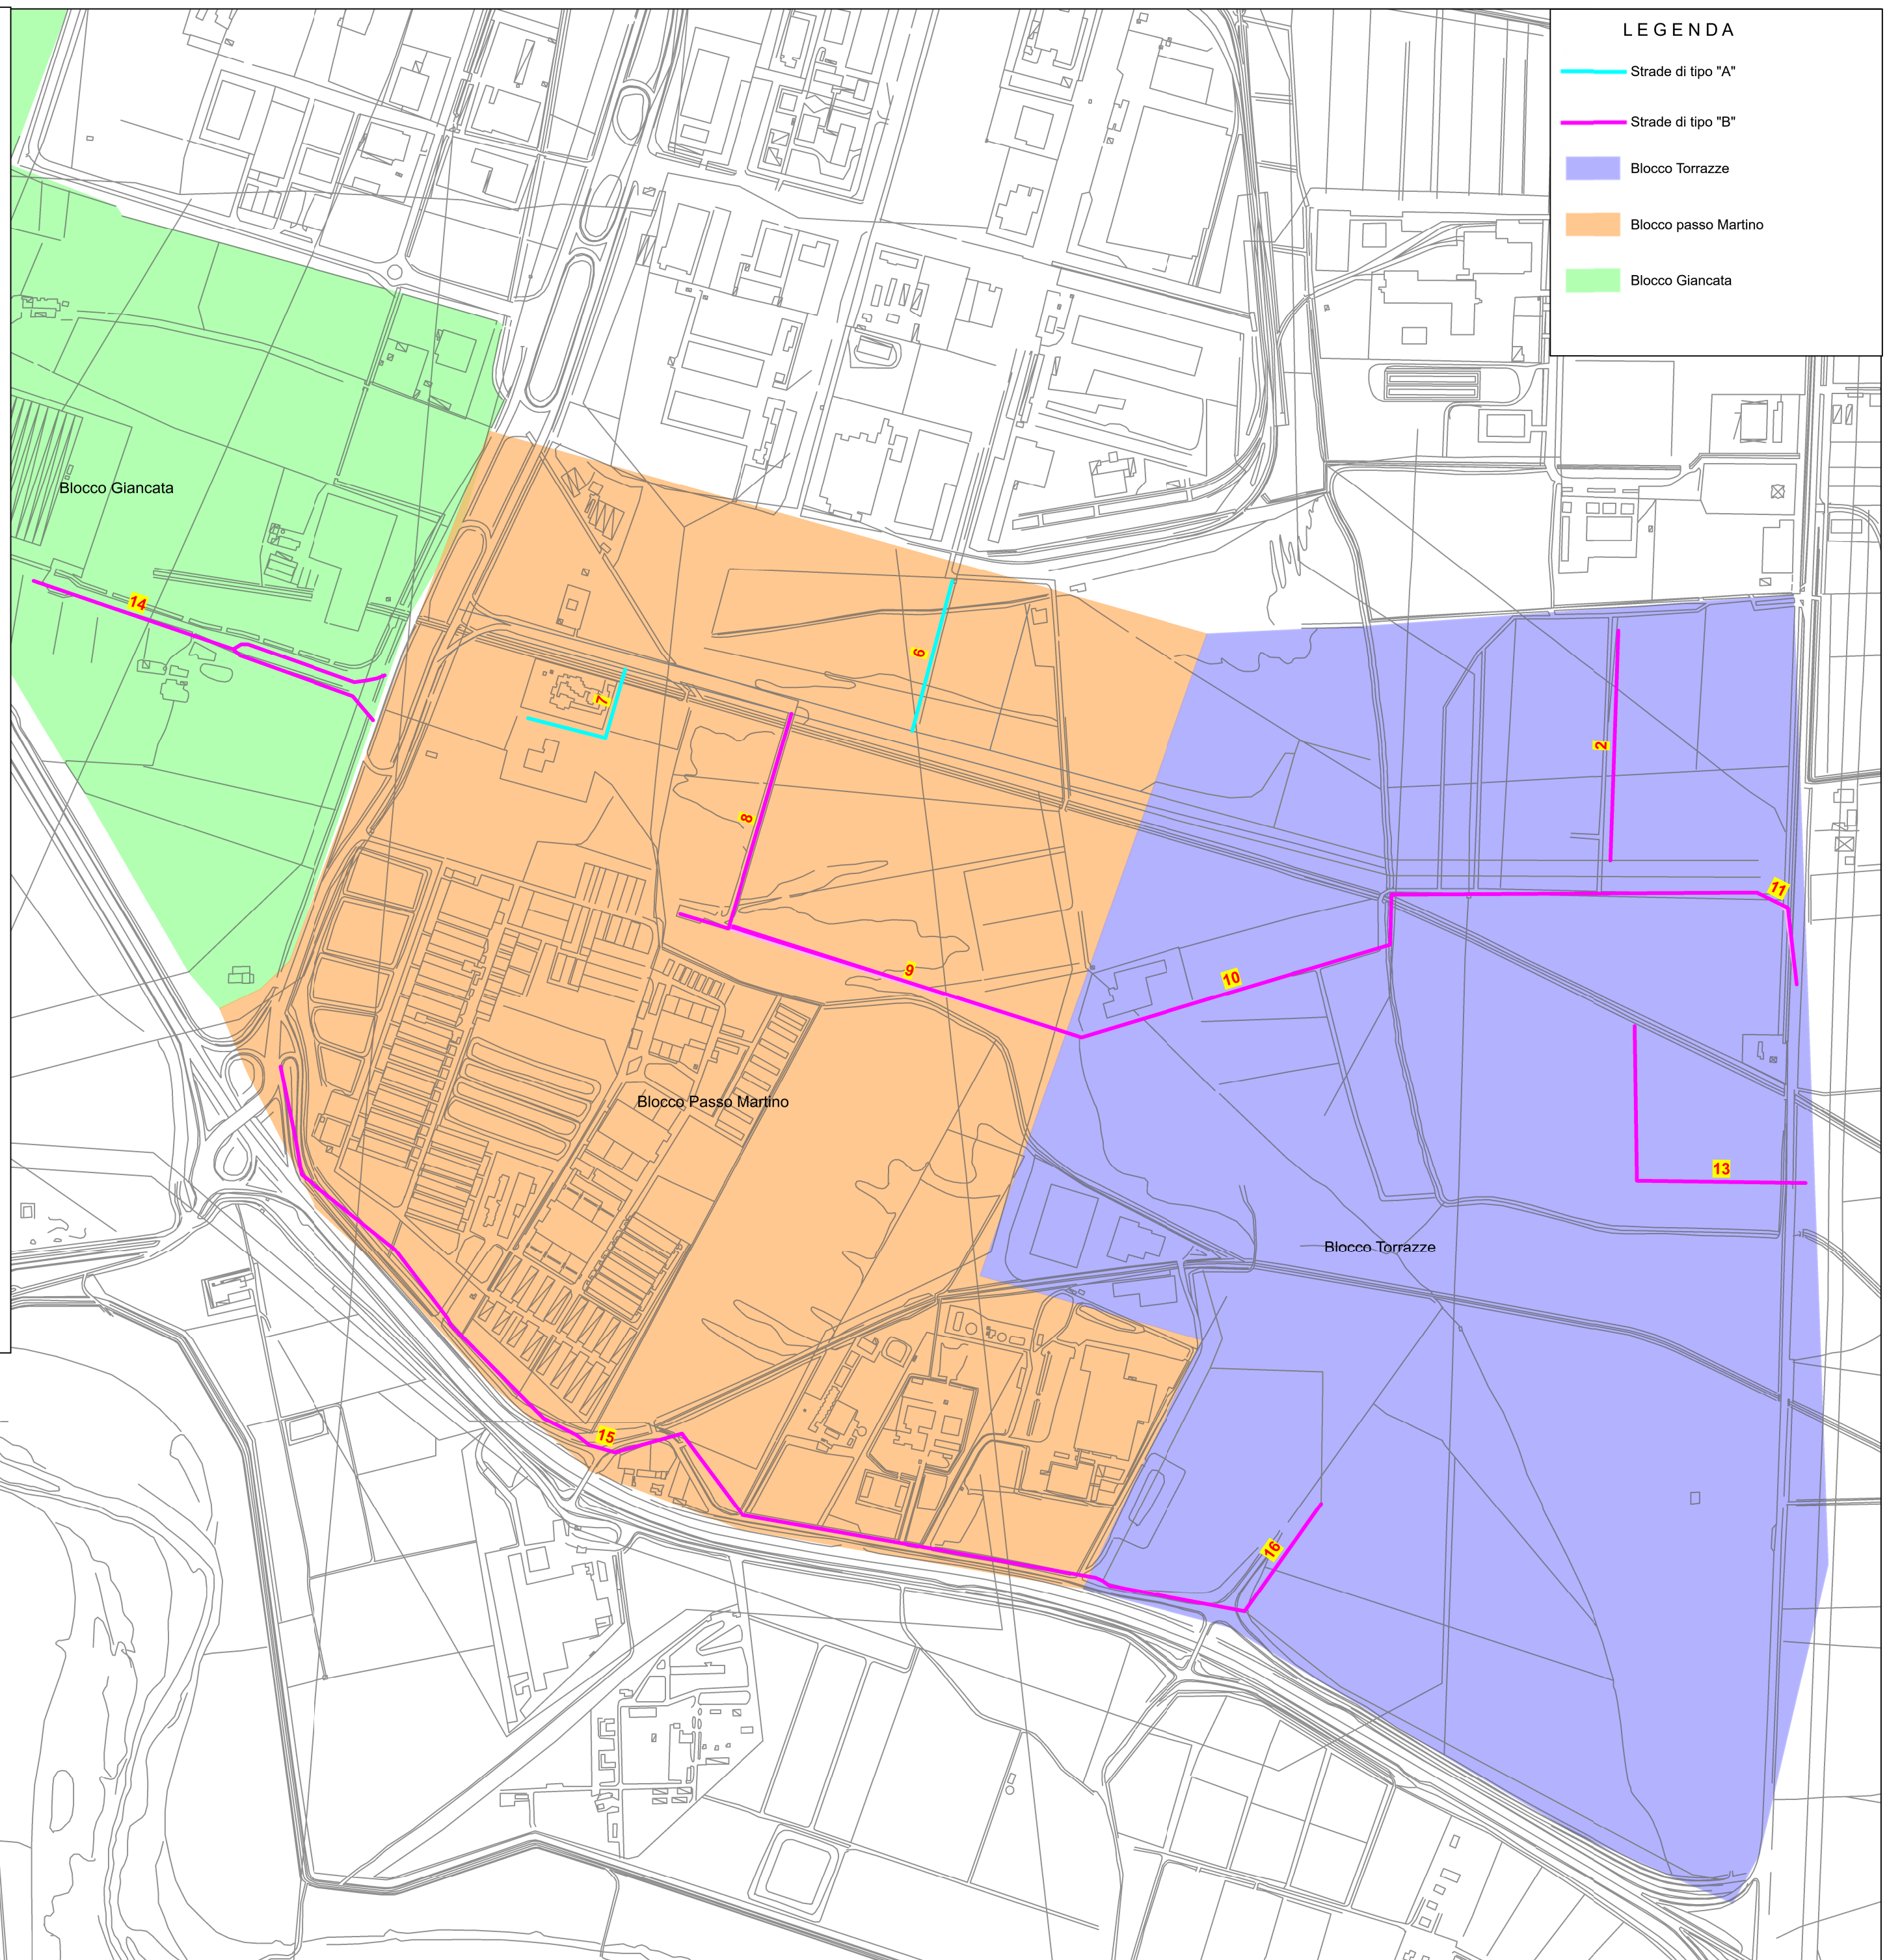 LEGENDA
Strade di tipo "A"
Strade di tipo "B"
Blocco Torrazze
Blocco passo Martino
Blocco Giancata
Blocco Giancata
14
6
7
2
8
11
9
10
Blocco Passo Martino
13
Blocco Torrazze
15
16